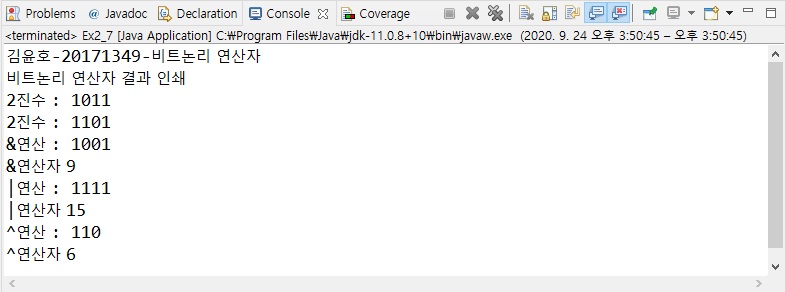 Problems @ Javadoc Declaration Console Coverage
<terminated> Ex2_7 [Java Application] C:₩Program Files₩Java₩jdk-11.0.8+10₩bin₩javaw.exe (2020. 9. 24 오후 3:50:45 – 오후 3:50:45)
김윤호-20171349-비트논리 연산자
비트논리 연산자 결과 인쇄
2진수 : 1011
2진수 : 1101
&연산 : 1001
&연산자 9
|연산 : 1111
|연산자 15
^연산 : 110
^연산자 6